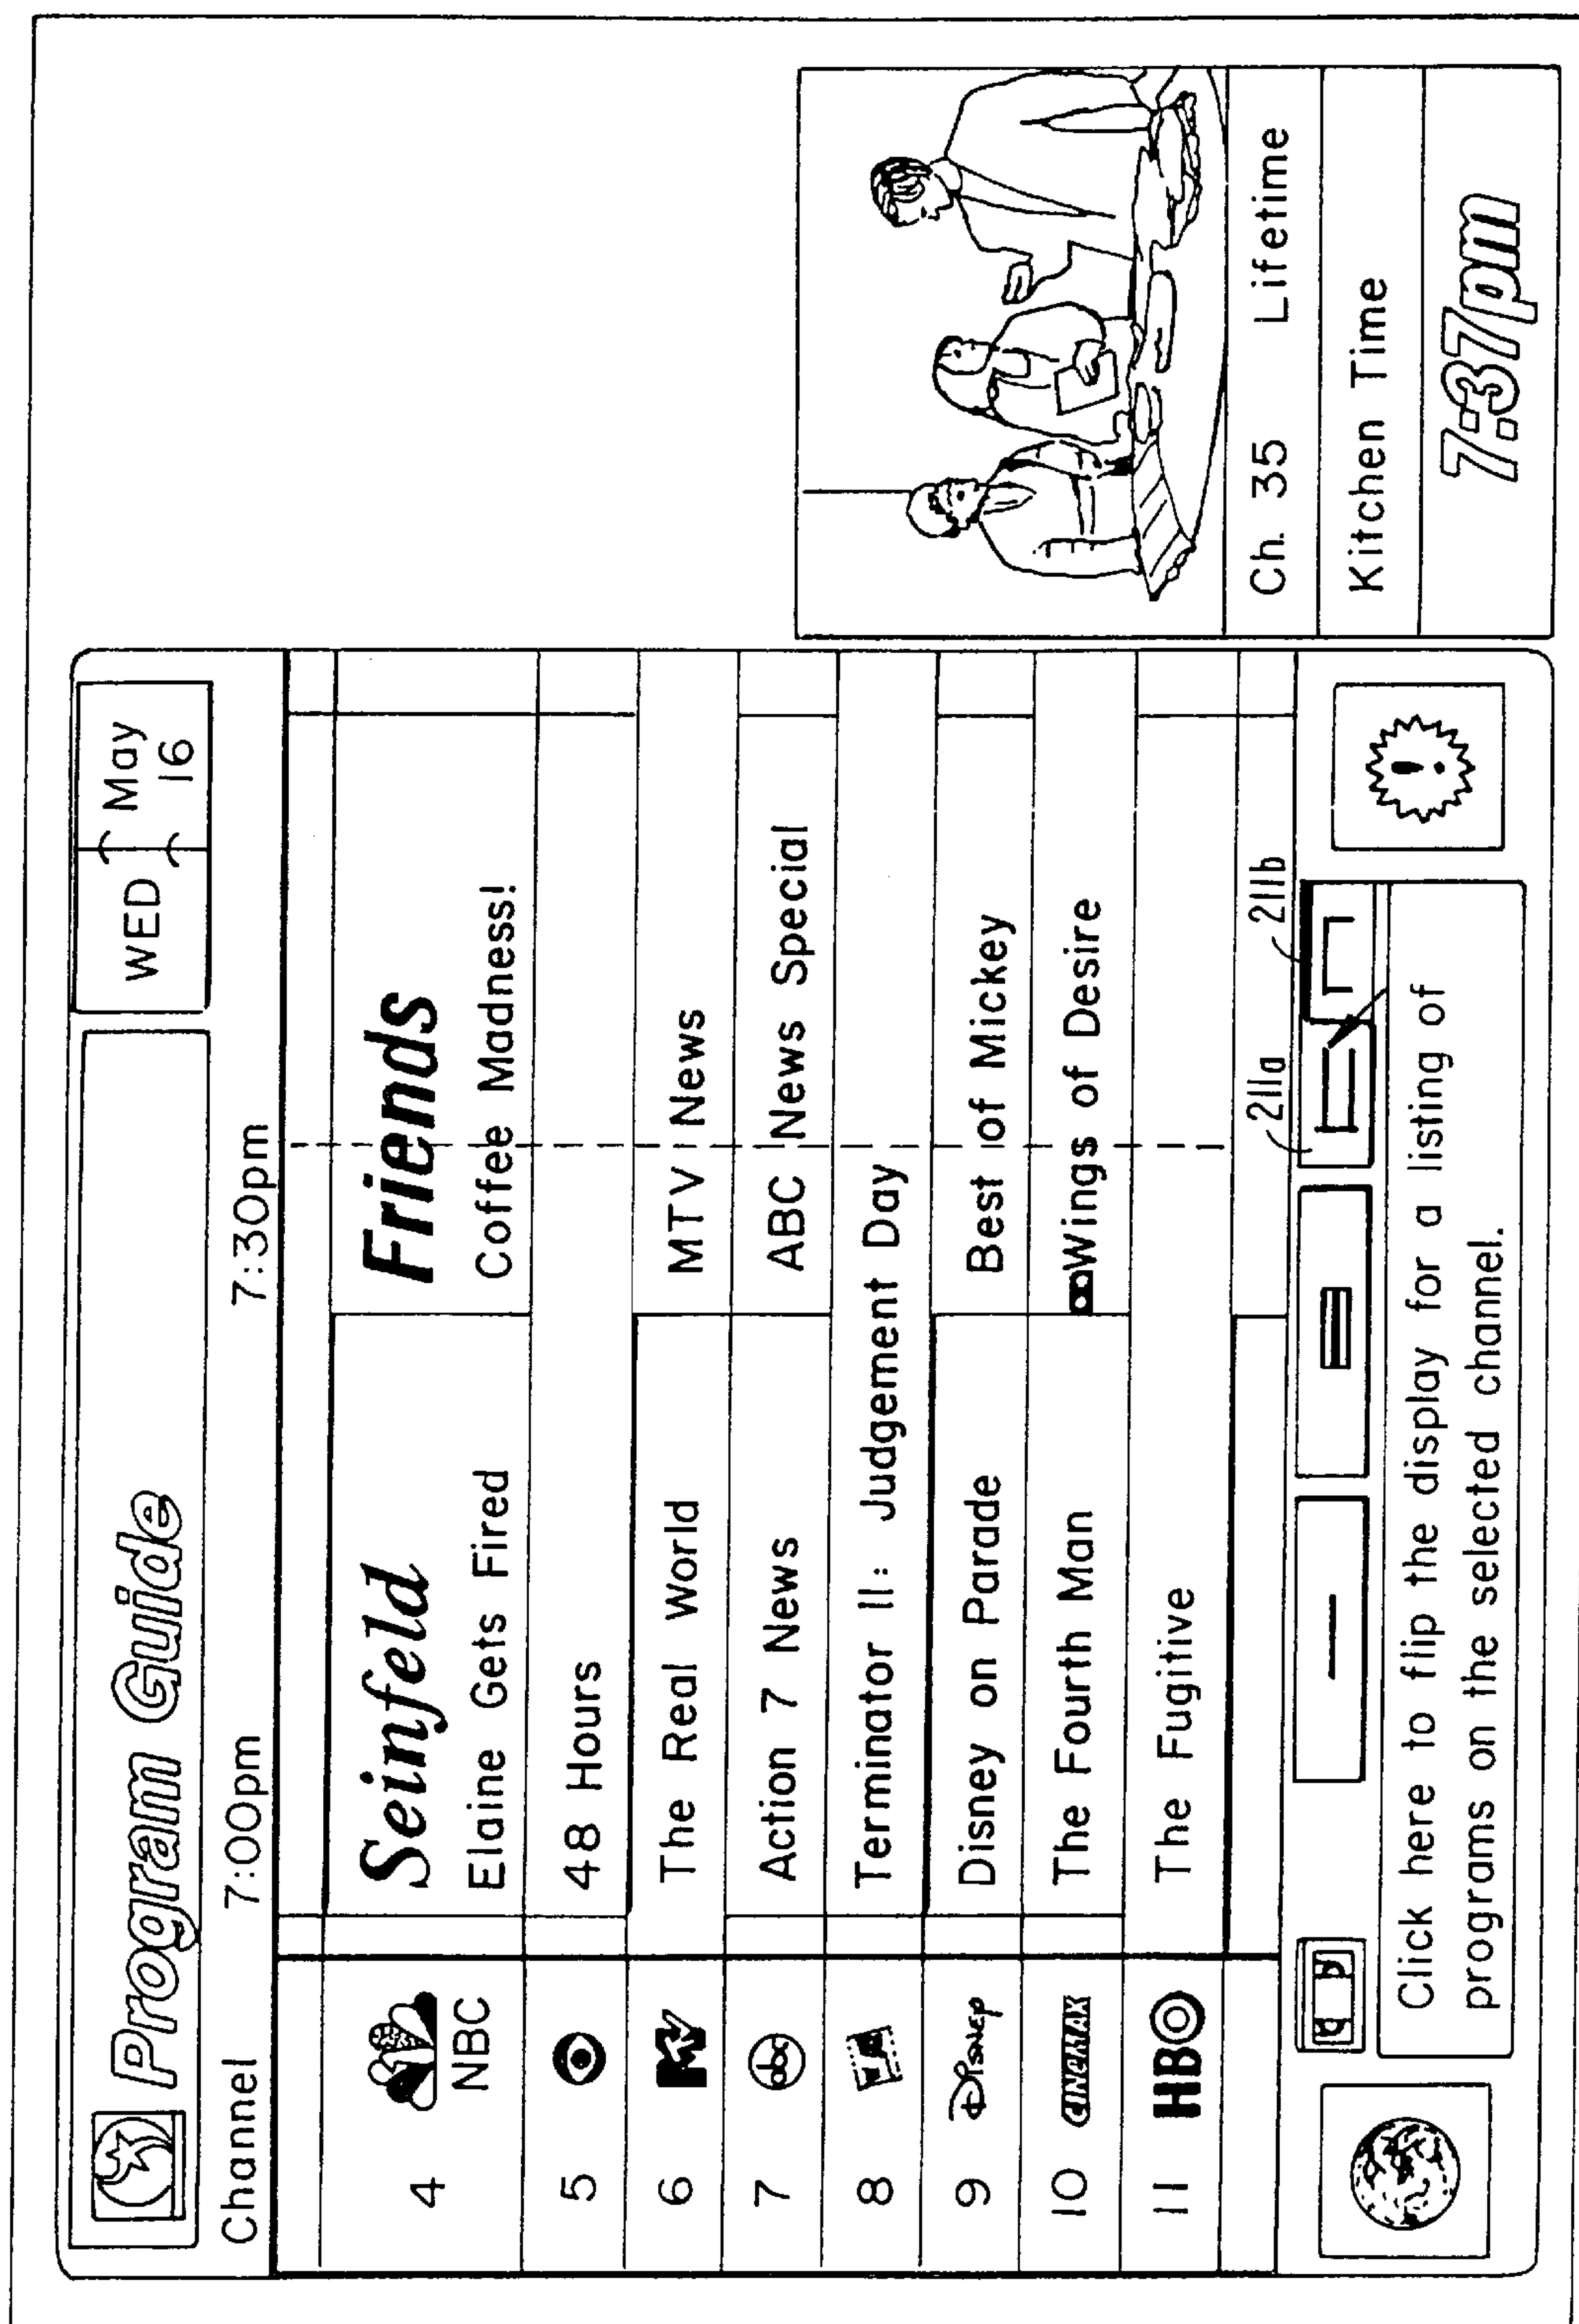 Program Guide
WED May
16
Channel 7:00pm 7:30pm
4 NBC Seinfeld Friends
Elaine Gets Fired Coffee Madness!
5 48 Hours
6 MTV The Real World MTV News
7 abc Action 7 News ABC News Special
8 Terminator II: Judgement Day
9 Disney Disney on Parade Best of Mickey
10 CINEMAX The Fourth Man Wings of Desire
11 HBO The Fugitive
211a 211b
Click here to flip the display for a listing of
programs on the selected channel.
Ch. 35 Lifetime
Kitchen Time
7:37pm